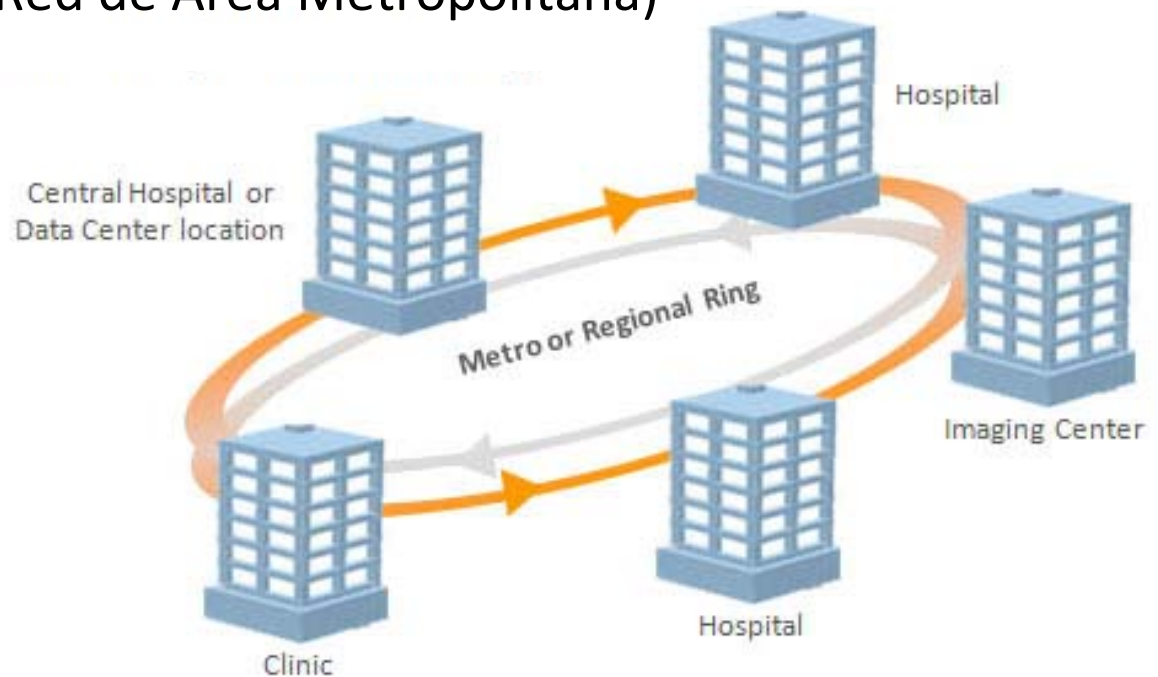 Red de Área Metropolitana)
Hospital
Central Hospital or
Data Center location
Metro or Regional Ring
Imaging Center
Hospital
Clinic